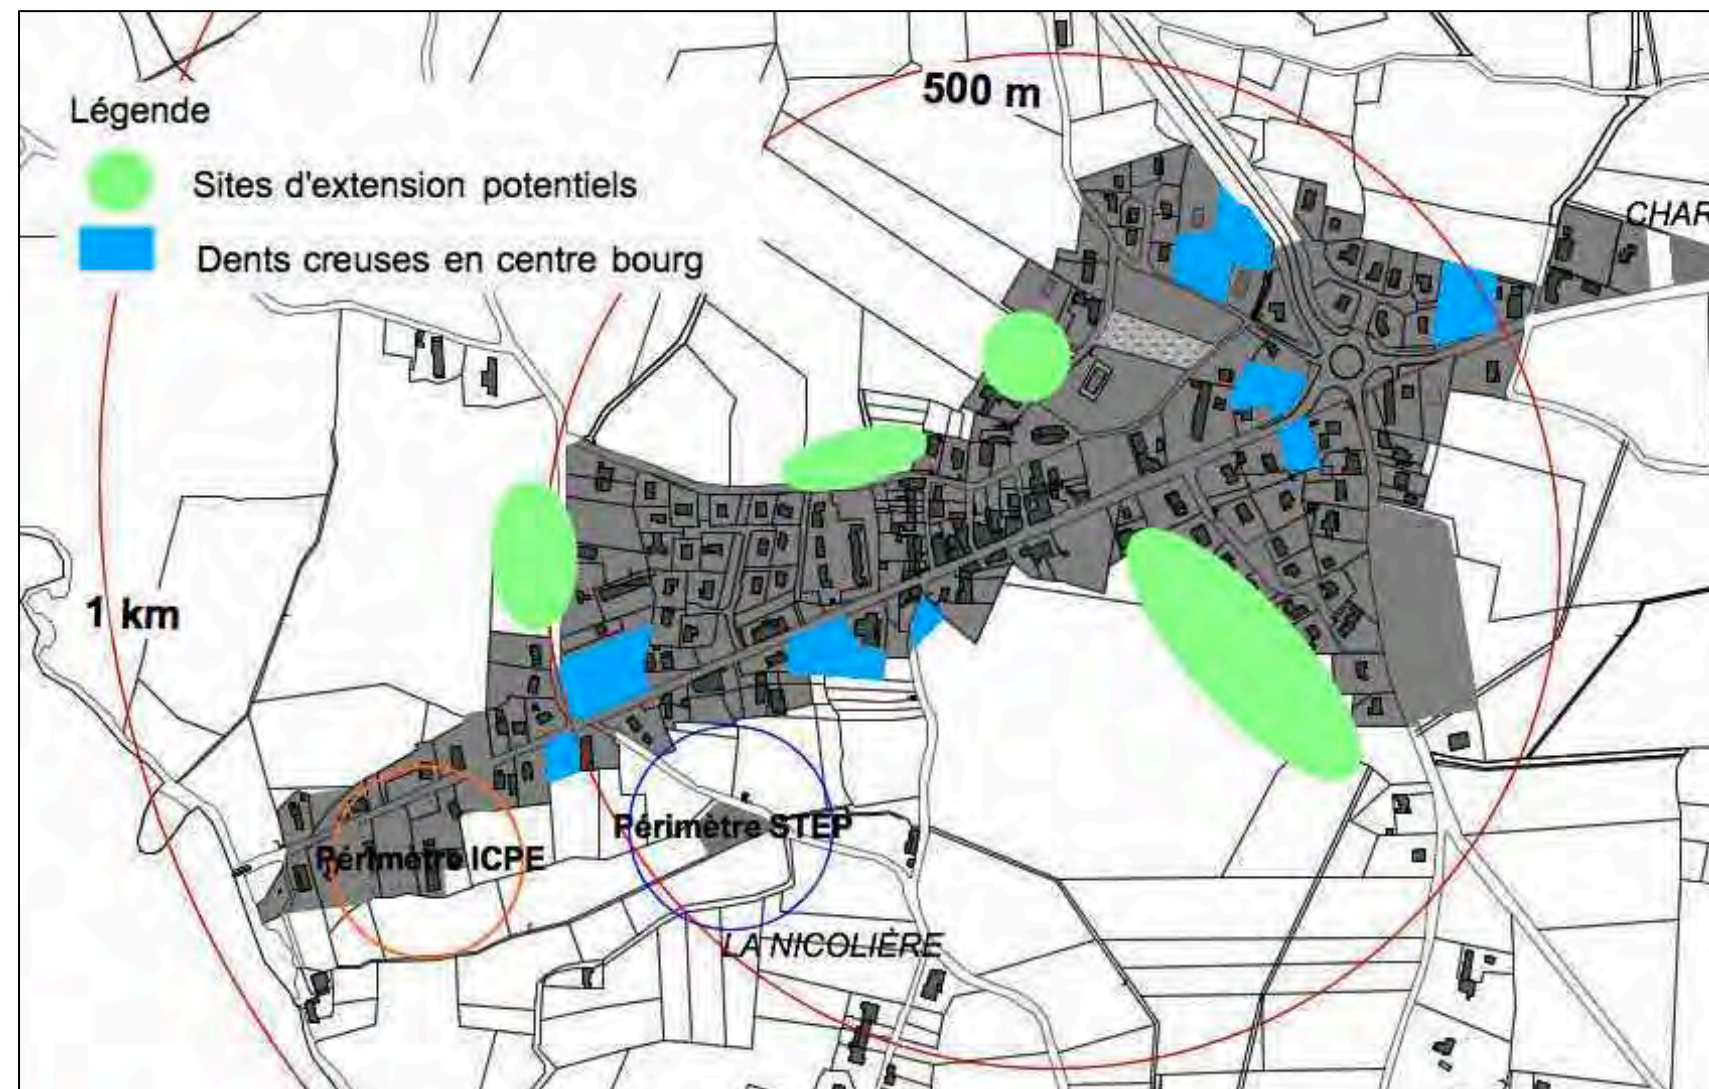 500 m
Légende
Sites d'extension potentiels
CHAR
Dents creuses en centre bourg
1 km
Périmètre STEP
Périmètre ICPE
LA NICOLIÈRE